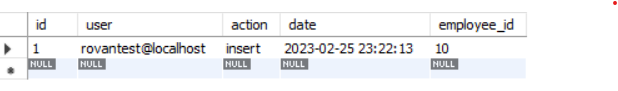 id user action date employee_id
1 rovantest@localhost insert 2023-02-25 23:22:13 10
NULL NULL NULL NULL NULL